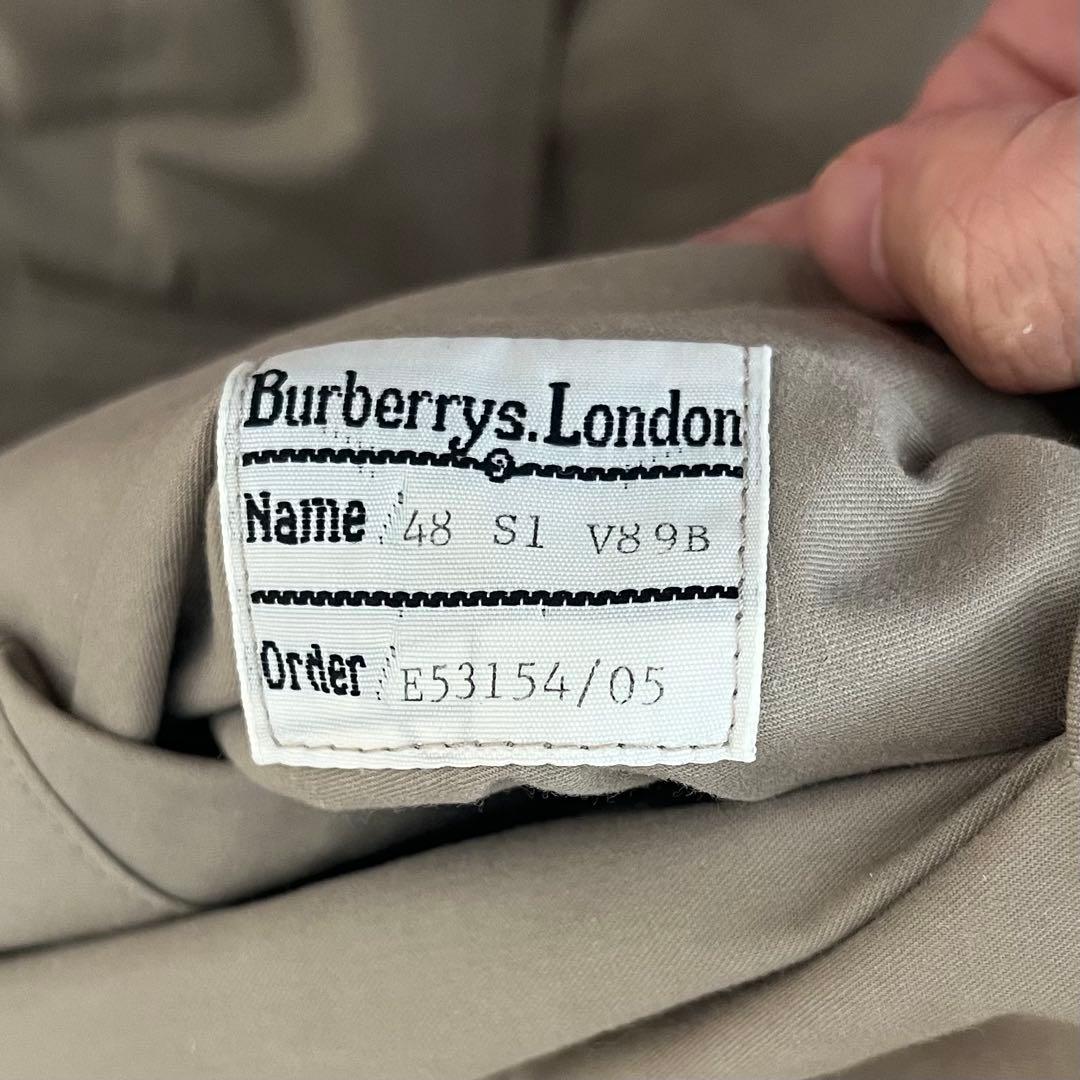 Burberrys. London
Name 48 S1 V89B
Order E53154/05